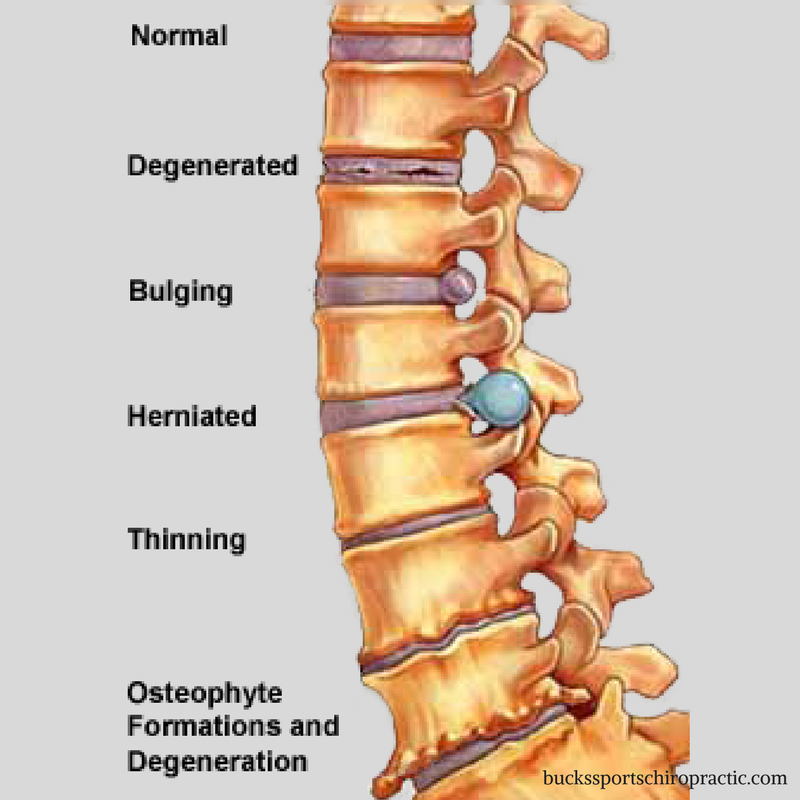 Normal
Degenerated
Bulging
Herniated
Thinning
Osteophyte
Formations and
Degeneration
buckssportschiropractic.com